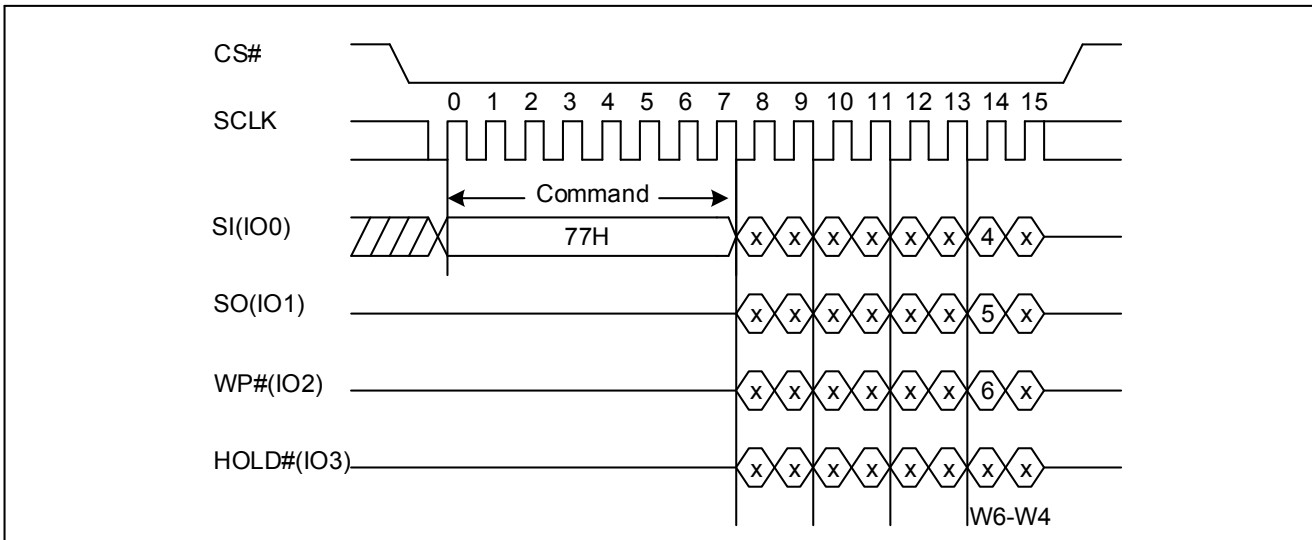 CS#
0 1 2 3 4 5 6 7 8 9 10 11 12 13 14 15
SCLK
Command
SI(IO0) 77H x x x x x x 4 x
SO(IO1) x x x x x x 5 x
WP#(IO2) x x x x x x 6 x
HOLD#(IO3) x x x x x x x x
W6-W4